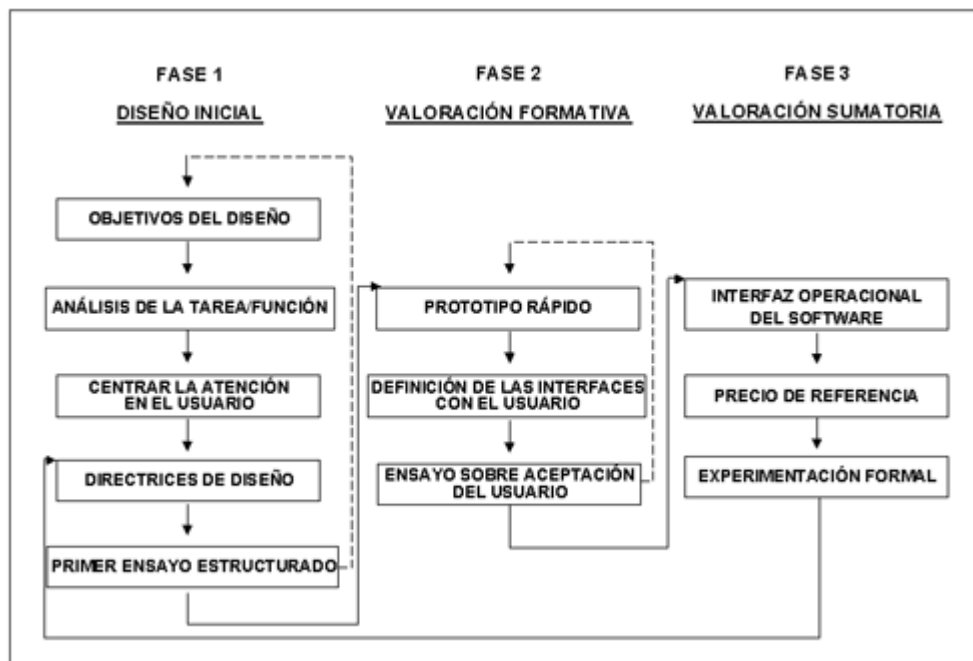 FASE 1
DISEÑO INICIAL
OBJETIVOS DEL DISEÑO
ANÁLISIS DE LA TAREA/FUNCIÓN
CENTRAR LA ATENCIÓN
EN EL USUARIO
DIRECTRICES DE DISEÑO
PRIMER ENSAYO ESTRUCTURADO
FASE 2
VALORACIÓN FORMATIVA
PROTOTIPO RÁPIDO
DEFINICIÓN DE LAS INTERFACES
CON EL USUARIO
ENSAYO SOBRE ACEPTACIÓN
DEL USUARIO
FASE 3
VALORACIÓN SUMATORIA
INTERFAZ OPERACIONAL
DEL SOFTWARE
PRECIO DE REFERENCIA
EXPERIMENTACIÓN FORMAL